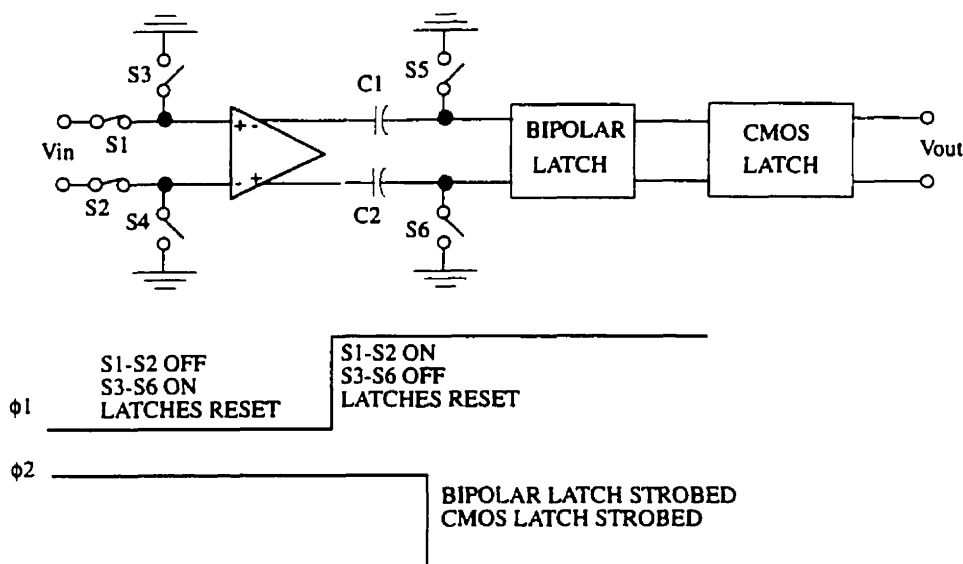 S3
S5
C1
S1
Vin
S2
S4
C2
S6
BIPOLAR
LATCH
CMOS
LATCH
Vout
+ -
- +
S1-S2 OFF
S3-S6 ON
LATCHES RESET
S1-S2 ON
S3-S6 OFF
LATCHES RESET
ϕ1
ϕ2
BIPOLAR LATCH STROBED
CMOS LATCH STROBED